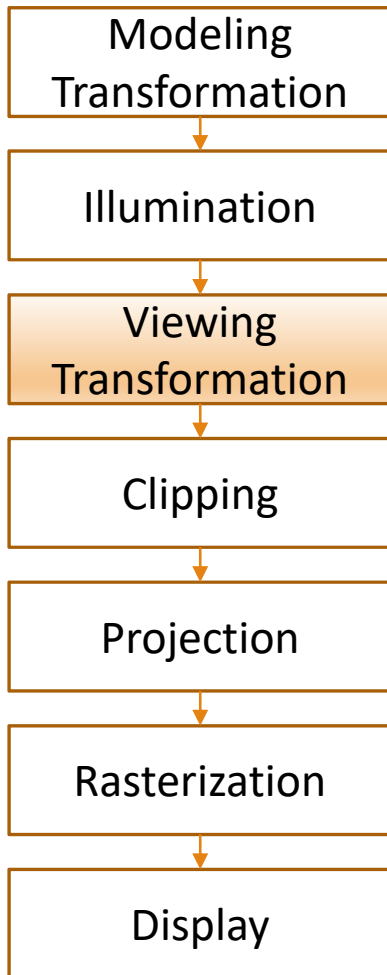 Modeling
Transformation
Illumination
Viewing
Transformation
Clipping
Projection
Rasterization
Display